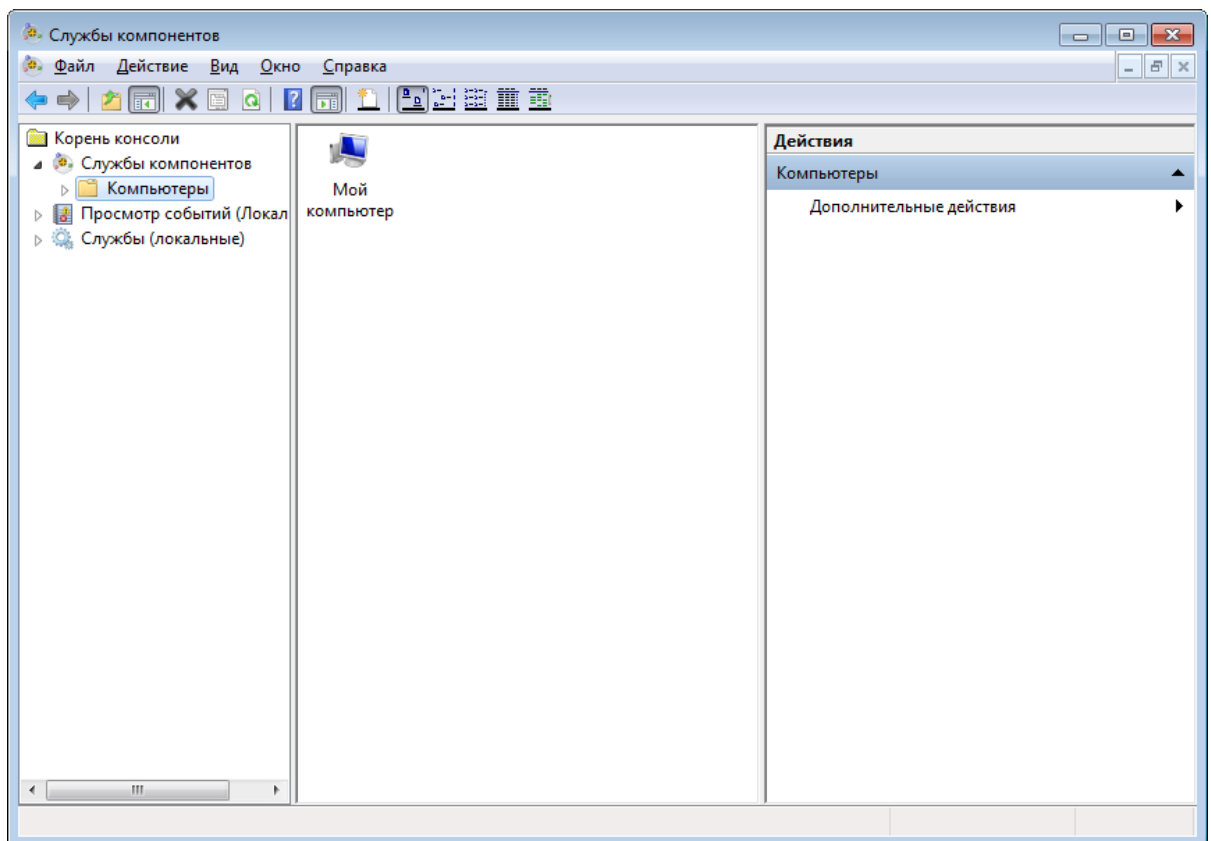 Службы компонентов
Файл Действие Вид Окно Справка
Корень консоли
Службы компонентов
Компьютеры
Просмотр событий (Локал
Службы (локальные)
Мой
компьютер
Действия
Компьютеры
Дополнительные действия